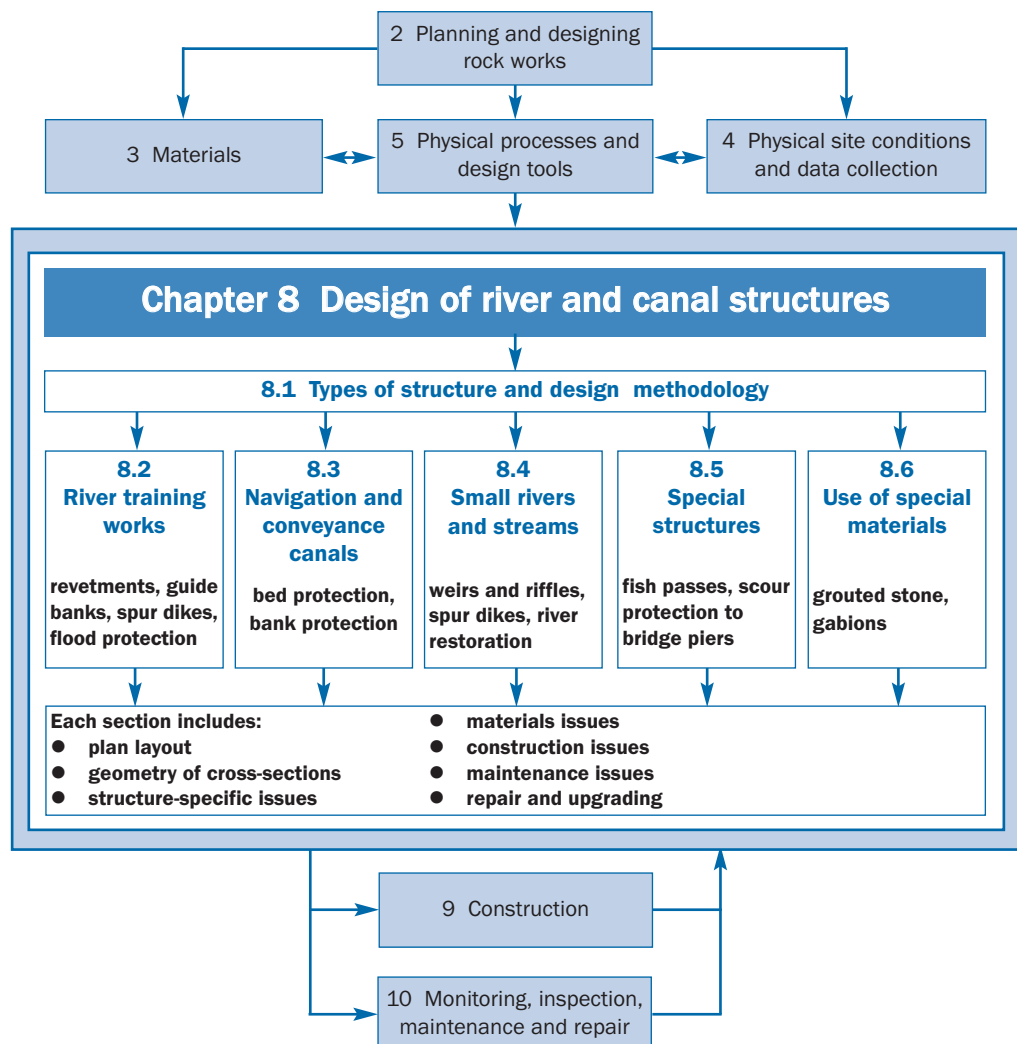 2 Planning and designing
rock works
3 Materials
5 Physical processes and
design tools
4 Physical site conditions
and data collection
Chapter 8 Design of river and canal structures
8.1 Types of structure and design methodology
8.2
River training
works
revetments, guide
banks, spur dikes,
flood protection
8.3
Navigation and
conveyance
canals
bed protection,
bank protection
8.4
Small rivers
and streams
weirs and riffles,
spur dikes, river
restoration
8.5
Special
structures
fish passes, scour
protection to
bridge piers
8.6
Use of special
materials
grouted stone,
gabions
Each section includes:
● plan layout
● geometry of cross-sections
● structure-specific issues
● materials issues
● construction issues
● maintenance issues
● repair and upgrading
9 Construction
10 Monitoring, inspection,
maintenance and repair